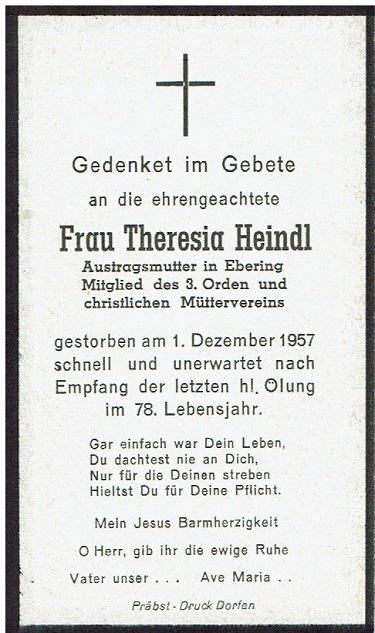 Gedenket im Gebete
an die ehrengeachtete
Frau Theresia Heindl
Austragsmutter in Ebering
Mitglied des 3. Orden und
christlichen Müttervereins
gestorben am 1. Dezember 1957
schnell und unerwartet nach
Empfang der letzten hl. Ölung
im 78. Lebensjahr.
Gar einfach war Dein Leben,
Du dachtest nie an Dich,
Nur für die Deinen streben
Hieltst Du für Deine Pflicht.
Mein Jesus Barmherzigkeit
O Herr, gib ihr die ewige Ruhe
Vater unser . . . Ave Maria . .
Präbst - Druck Dorfen